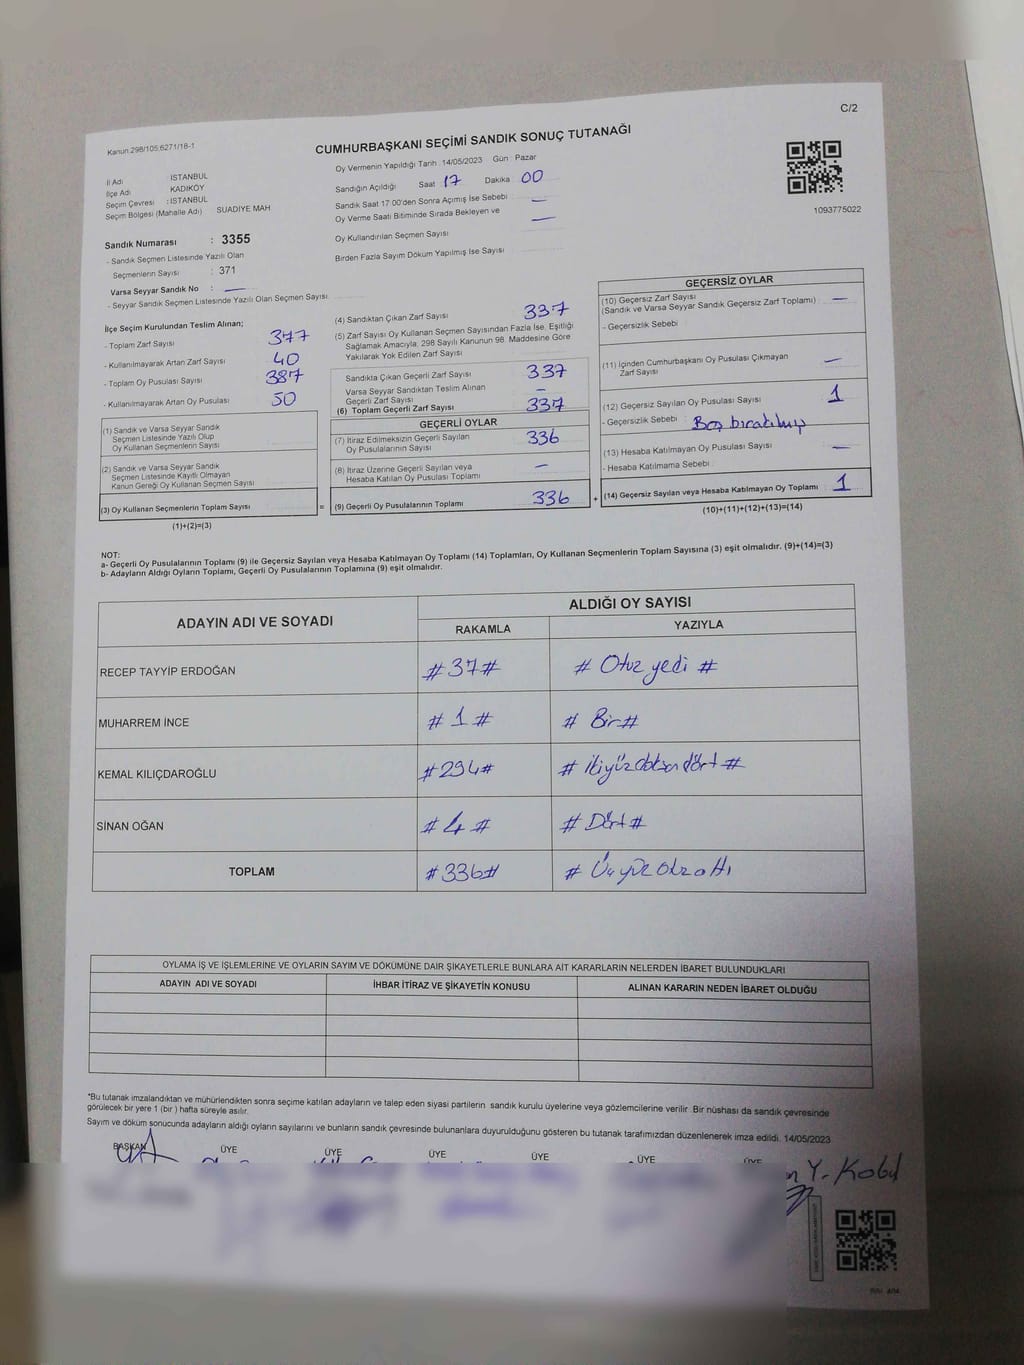 C/2
Kanun.298/105;6271/18-1
CUMHURBAŞKANI SEÇİMİ SANDIK SONUÇ TUTANAĞI
Oy Vermenin Yapıldığı Tarih :14/05/2023 Gün : Pazar
İl Adı : İSTANBUL
İlçe Adı : KADIKÖY
Seçim Çevresi : İSTANBUL
Seçim Bölgesi (Mahalle Adı) SUADİYE MAH
Sandığın Açıldığı Saat 17 Dakika 00
Sandık Saat 17 00'den Sonra Açımış İse Sebebi —
Oy Verme Saati Bitiminde Sırada Bekleyen ve —
Oy Kullandırılan Seçmen Sayısı
Birden Fazla Sayım Döküm Yapılmış İse Sayısı
1093775022
Sandık Numarası : 3355
- Sandık Seçmen Listesinde Yazılı Olan
Seçmenlerin Sayısı : 371
Varsa Seyyar Sandık No : —
- Seyyar Sandık Seçmen Listesinde Yazılı Olan Seçmen Sayısı
İlçe Seçim Kurulundan Teslim Alınan;
- Toplam Zarf Sayısı 377
- Kullanılmayarak Artan Zarf Sayısı 40
- Toplam Oy Pusulası Sayısı 387
- Kullanılmayarak Artan Oy Pusulası 50
(1) Sandık ve Varsa Seyyar Sandık
Seçmen Listesinde Yazılı Olup
Oy Kullanan Seçmenlerin Sayısı
(2) Sandık ve Varsa Seyyar Sandık
Seçmen Listesinde Kayıtlı Olmayan
Kanun Gereği Oy Kullanan Seçmen Sayısı
(3) Oy Kullanan Seçmenlerin Toplam Sayısı =
(1)+(2)=(3)
(4) Sandıktan Çıkan Zarf Sayısı 337
(5) Zarf Sayısı Oy Kullanan Seçmen Sayısından Fazla İse, Eşitliği
Sağlamak Amacıyla; 298 Sayılı Kanunun 98. Maddesine Göre
Yakılarak Yok Edilen Zarf Sayısı
Sandıkta Çıkan Geçerli Zarf Sayısı 337
Varsa Seyyar Sandıktan Teslim Alınan
Geçerli Zarf Sayısı —
(6) Toplam Geçerli Zarf Sayısı 337
GEÇERLİ OYLAR
(7) İtiraz Edilmeksizin Geçerli Sayılan
Oy Pusulasının Sayısı 336
(8) İtiraz Üzerine Geçerli Sayılan veya
Hesaba Katılan Oy Pusulası Toplamı —
(9) Geçerli Oy Pusulalarının Toplamı 336 +
GEÇERSİZ OYLAR
(10) Geçersiz Zarf Sayısı
(Sandık ve Varsa Seyyar Sandık Geçersiz Zarf Toplamı) —
- Geçersizlik Sebebi
(11) İçinden Cumhurbaşkanı Oy Pusulası Çıkmayan
Zarf Sayısı —
(12) Geçersiz Sayılan Oy Pusulası Sayısı 1
- Geçersizlik Sebebi : Boş bırakılmış
(13) Hesaba Katılmayan Oy Pusulası Sayısı —
- Hesaba Katılmama Sebebi
(14) Geçersiz Sayılan veya Hesaba Katılmayan Oy Toplamı 1
(10)+(11)+(12)+(13)=(14)
NOT:
a- Geçerli Oy Pusulalarının Toplamı (9) ile Geçersiz Sayılan veya Hesaba Katılmayan Oy Toplamı (14) Toplamları, Oy Kullanan Seçmenlerin Toplam Sayısına (3) eşit olmalıdır. (9)+(14)=(3)
b- Adayların Aldığı Oyların Toplamı, Geçerli Oy Pusulalarının Toplamına (9) eşit olmalıdır.
ADAYIN ADI VE SOYADI ALDIĞI OY SAYISI
RAKAMLA YAZIYLA
RECEP TAYYİP ERDOĞAN #37# # Otuz yedi #
MUHARREM İNCE # 1 # # Bir#
KEMAL KILIÇDAROĞLU #294# # İkiyüzdoksandört #
SİNAN OĞAN # 4 # # Dört #
TOPLAM #336# # Üçyüzotuzaltı
OYLAMA İŞ VE İŞLEMLERİNE VE OYLARIN SAYIM VE DÖKÜMÜNE DAİR ŞİKAYETLERLE BUNLARA AİT KARARLARIN NELERDEN İBARET BULUNDUKLARI
ADAYIN ADI VE SOYADI İHBAR İTİRAZ VE ŞİKAYETİN KONUSU ALINAN KARARIN NEDEN İBARET OLDUĞU
*Bu tutanak imzalandıktan ve mühürlendikten sonra seçime katılan adayların ve talep eden siyasi partilerin sandık kurulu üyelerine veya gözlemcilerine verilir .Bir nüshası da sandık çevresinde
görülecek bir yere 1 (bir ) hafta süreyle asılır.
Sayım ve döküm sonucunda adayların aldığı oyların sayılarını ve bunların sandık çevresinde bulunanlara duyurulduğunu gösteren bu tutanak tarafımızdan düzenlenerek imza edildi. 14/05/2023
BAŞKAN ÜYE ÜYE ÜYE ÜYE ÜYE ÜYE